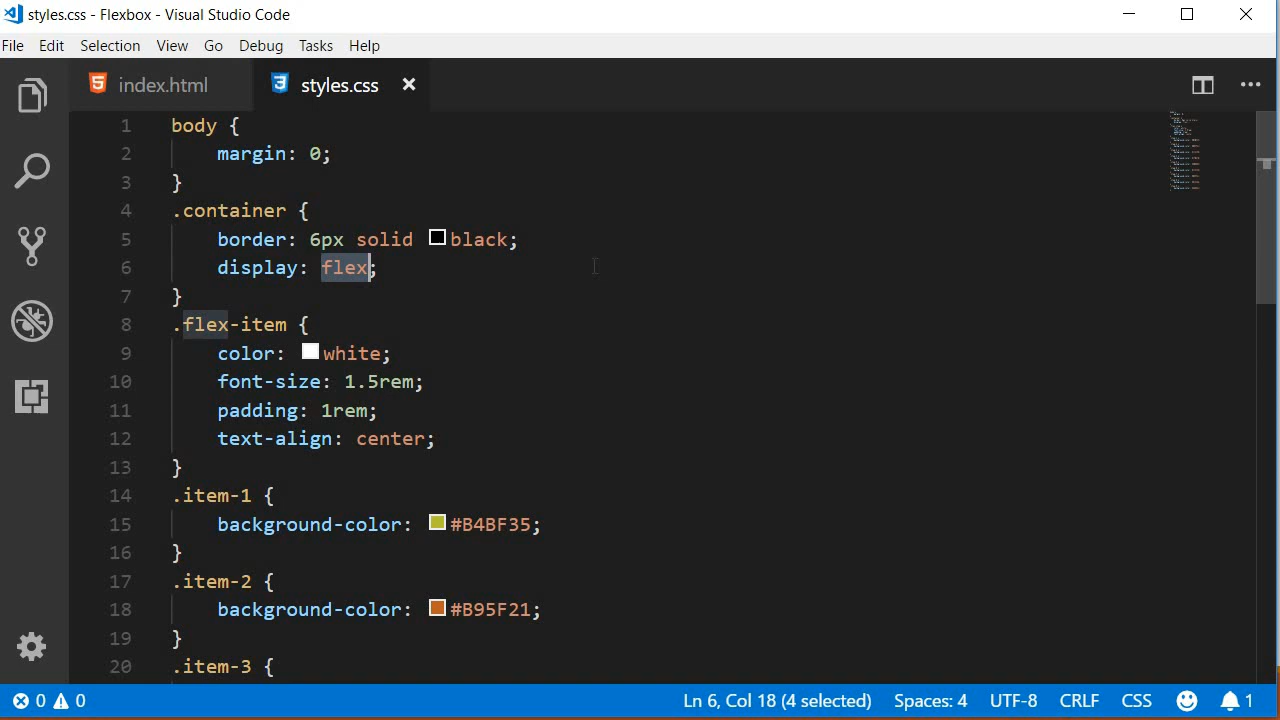 styles.css - Flexbox - Visual Studio Code
File Edit Selection View Go Debug Tasks Help
index.html styles.css
1 body {
2 margin: 0;
3 }
4 .container {
5 border: 6px solid black;
6 display: flex;
7 }
8 .flex-item {
9 color: white;
10 font-size: 1.5rem;
11 padding: 1rem;
12 text-align: center;
13 }
14 .item-1 {
15 background-color: #B4BF35;
16 }
17 .item-2 {
18 background-color: #B95F21;
19 }
20 .item-3 {
0 0 Ln 6, Col 18 (4 selected) Spaces: 4 UTF-8 CRLF CSS 1